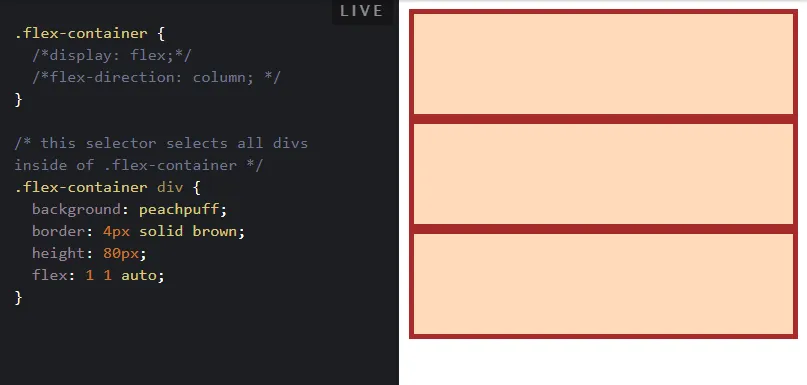 LIVE
.flex-container {
/*display: flex;*/
/*flex-direction: column; */
}
/* this selector selects all divs
inside of .flex-container */
.flex-container div {
background: peachpuff;
border: 4px solid brown;
height: 80px;
flex: 1 1 auto;
}